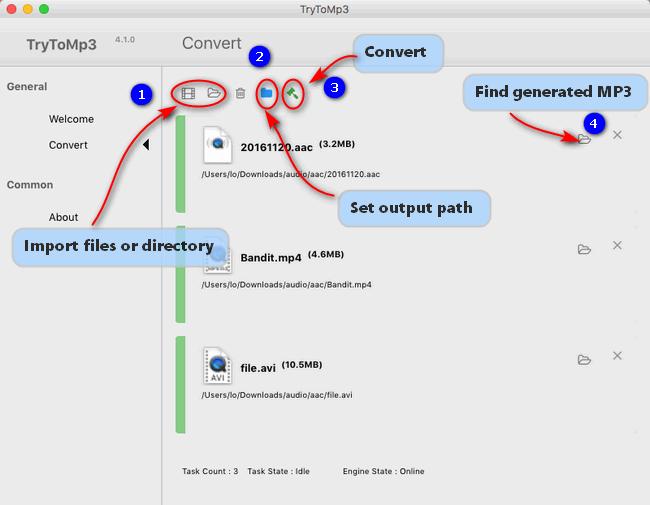 TryToMp3
TryToMp3 4.1.0
Convert
2
Convert
General
1
3
Find generated MP3
Welcome
4
20161120.aac (3.2MB)
Convert
/Users/lo/Downloads/audio/aac/20161120.aac
Common
Set output path
About
Import files or directory
Bandit.mp4 (4.6MB)
/Users/lo/Downloads/audio/aac/Bandit.mp4
file.avi (10.5MB)
AVI
/Users/lo/Downloads/audio/aac/file.avi
Task Count : 3 Task State : Idle Engine State : Online